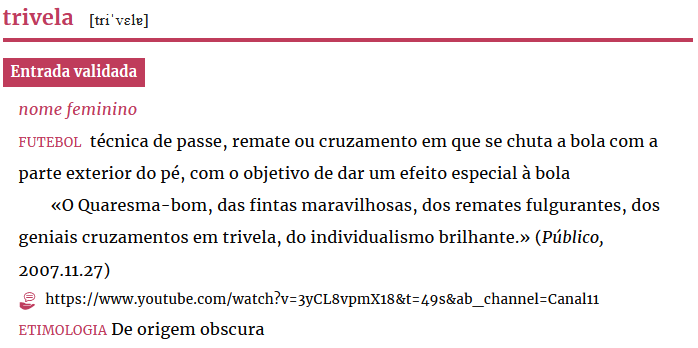 trivela [triˈvɛlɐ]
Entrada validada
nome feminino
FUTEBOL técnica de passe, remate ou cruzamento em que se chuta a bola com a
parte exterior do pé, com o objetivo de dar um efeito especial à bola
«O Quaresma-bom, das fintas maravilhosas, dos remates fulgurantes, dos
geniais cruzamentos em trivela, do individualismo brilhante.» (Público,
2007.11.27)
https://www.youtube.com/watch?v=3yCL8vpmX18&t=49s&ab_channel=Canal11
ETIMOLOGIA De origem obscura